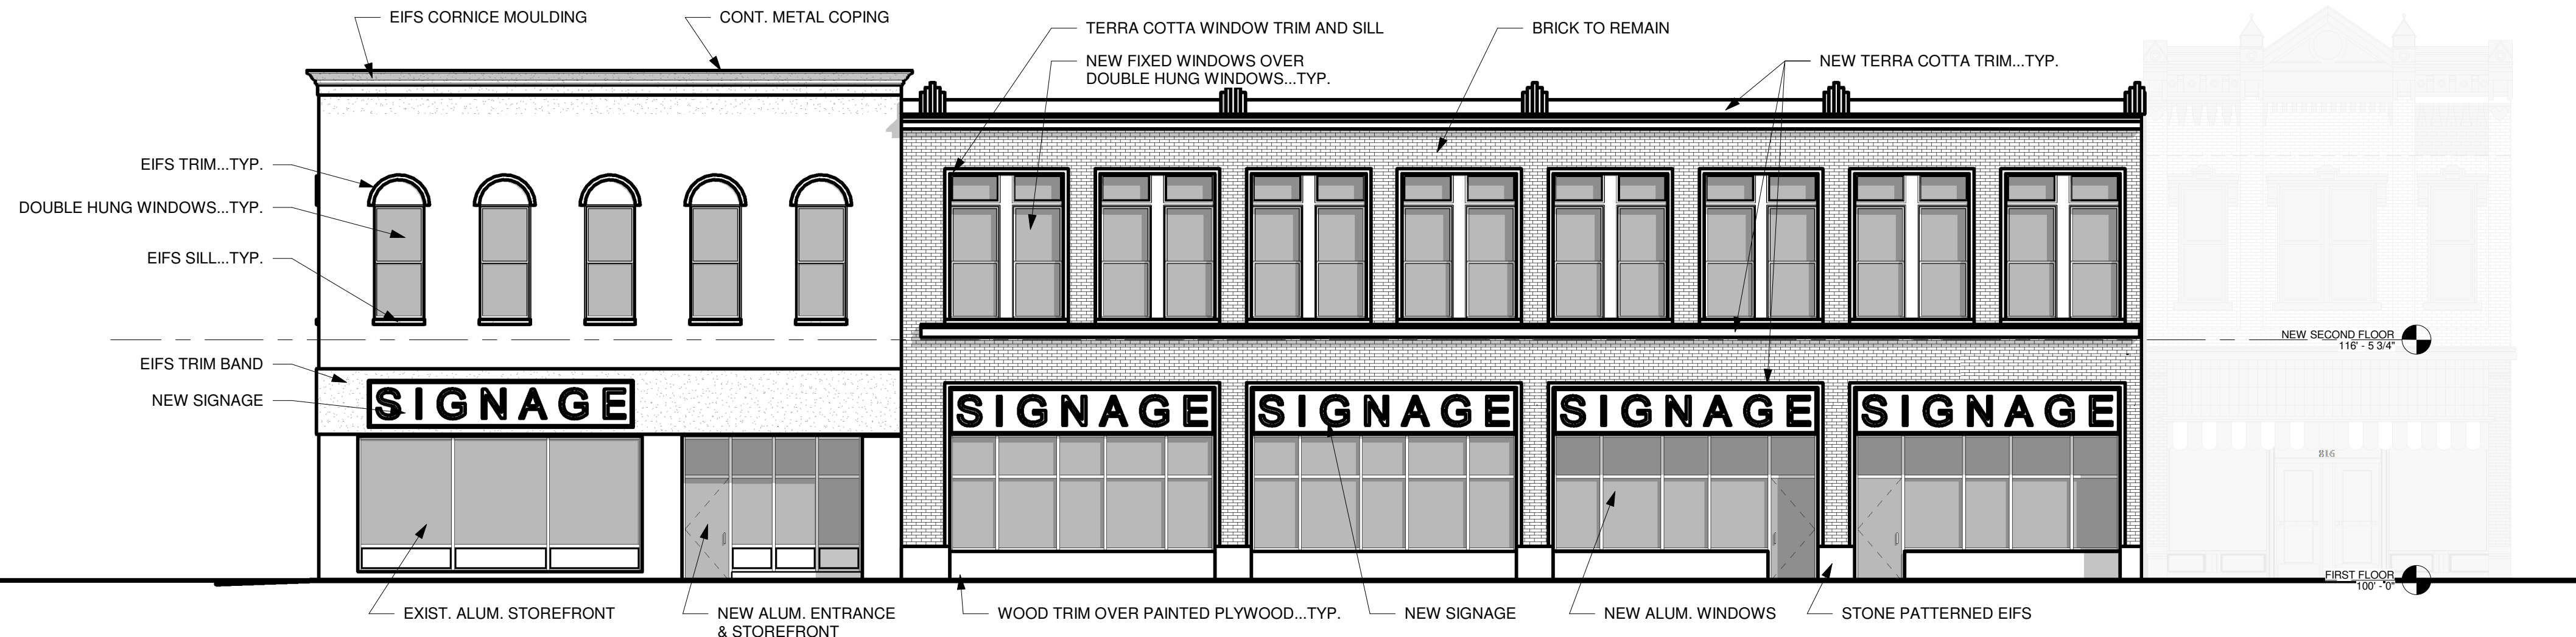 EIFS CORNICE MOULDING
CONT. METAL COPING
TERRA COTTA WINDOW TRIM AND SILL
BRICK TO REMAIN
NEW FIXED WINDOWS OVER
DOUBLE HUNG WINDOWS...TYP.
NEW TERRA COTTA TRIM...TYP.
EIFS TRIM...TYP.
DOUBLE HUNG WINDOWS...TYP.
EIFS SILL...TYP.
NEW SECOND FLOOR
116' - 5 3/4"
EIFS TRIM BAND
NEW SIGNAGE
SIGNAGE
SIGNAGE
SIGNAGE
SIGNAGE
SIGNAGE
816
FIRST FLOOR
100' - 0"
EXIST. ALUM. STOREFRONT
NEW ALUM. ENTRANCE
& STOREFRONT
WOOD TRIM OVER PAINTED PLYWOOD...TYP.
NEW SIGNAGE
NEW ALUM. WINDOWS
STONE PATTERNED EIFS